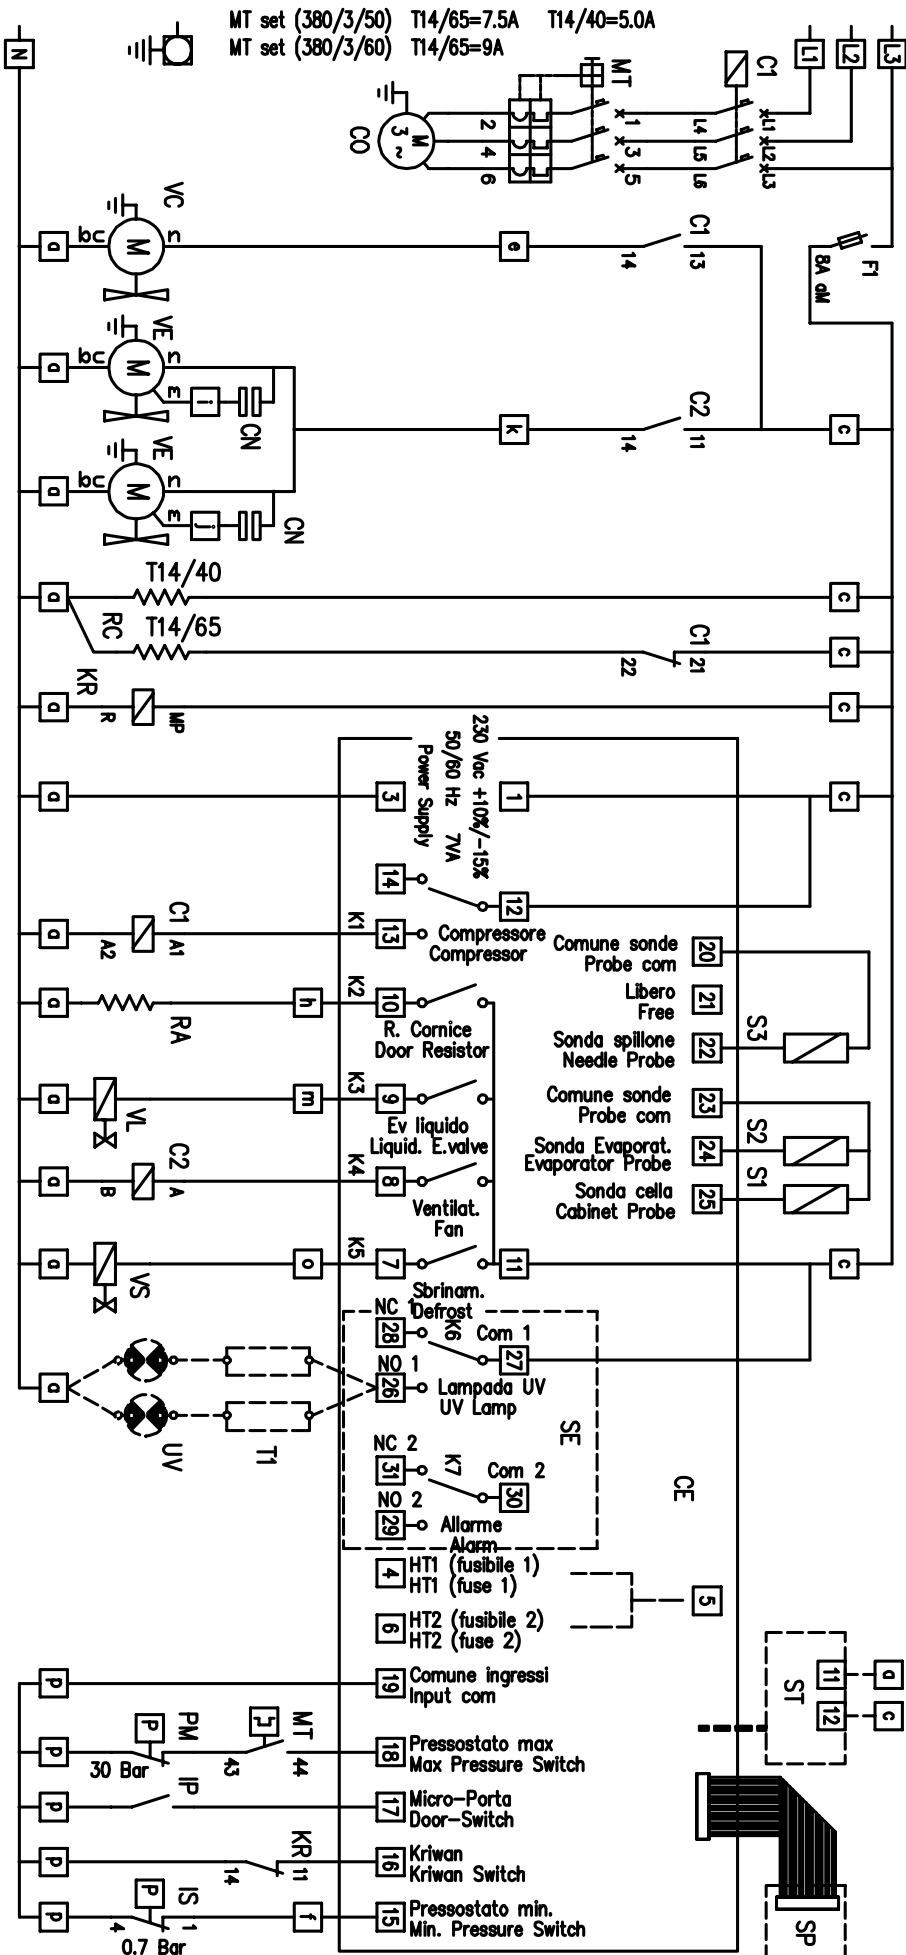 MT set (380/3/50) T14/65=7.5A T14/40=5.0A
MT set (380/3/60) T14/65=9A
N
L1
L2
L3
C1
MT
L1
L2
L3
L4
L5
L6
1
3
5
2
4
6
M
3 ~
CO
F1
8A aM
VC
a
bc
M
n
e
14
C1
13
VE
a
bc
M
n
m
i
CN
k
14
C2
11
c
VE
a
bc
M
n
m
j
CN
T14/40
a
c
RC
T14/65
22
C1
21
c
KR
a
R
MP
c
230 Vac +10%/-15%
50/60 Hz 7VA
Power Supply
a
3
1
c
14
12
C1
a
A2
A1
K1
13
Compressore
Compressor
a
RA
h
K2
10
R. Cornice
Door Resistor
a
VL
m
K3
9
Ev liquido
Liquid. E.valve
C2
a
B
A
K4
8
Ventilat.
Fan
a
VS
o
K5
7
11
c
Sbrinam.
Defrost
Comune sonde
Probe com
20
Libero
Free
21
Sonda spillone
Needle Probe
22
S3
Comune sonde
Probe com
23
Sonda Evaporat.
Evaporator Probe
24
S2
Sonda cella
Cabinet Probe
25
S1
NC 1
28
K6
Com 1
27
NO 1
26
Lampada UV
UV Lamp
a
UV
T1
SE
NC 2
31
K7
Com 2
30
NO 2
29
Allarme
Alarm
CE
4
HT1 (fusibile 1)
HT1 (fuse 1)
5
6
HT2 (fusibile 2)
HT2 (fuse 2)
p
19
Comune ingressi
Input com
ST
11
a
12
c
p
PM
P
30 Bar
MT
43
44
18
Pressostato max
Max Pressure Switch
p
IP
17
Micro-Porta
Door-Switch
p
KR
14
11
16
Kriwan
Kriwan Switch
p
IS
P
4
1
0.7 Bar
f
15
Pressostato min.
Min. Pressure Switch
SP